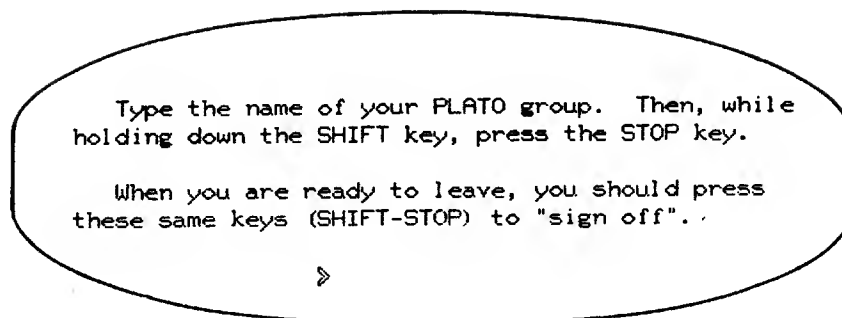 Type the name of your PLATO group. Then, while
holding down the SHIFT key, press the STOP key.
When you are ready to leave, you should press
these same keys (SHIFT-STOP) to "sign off".